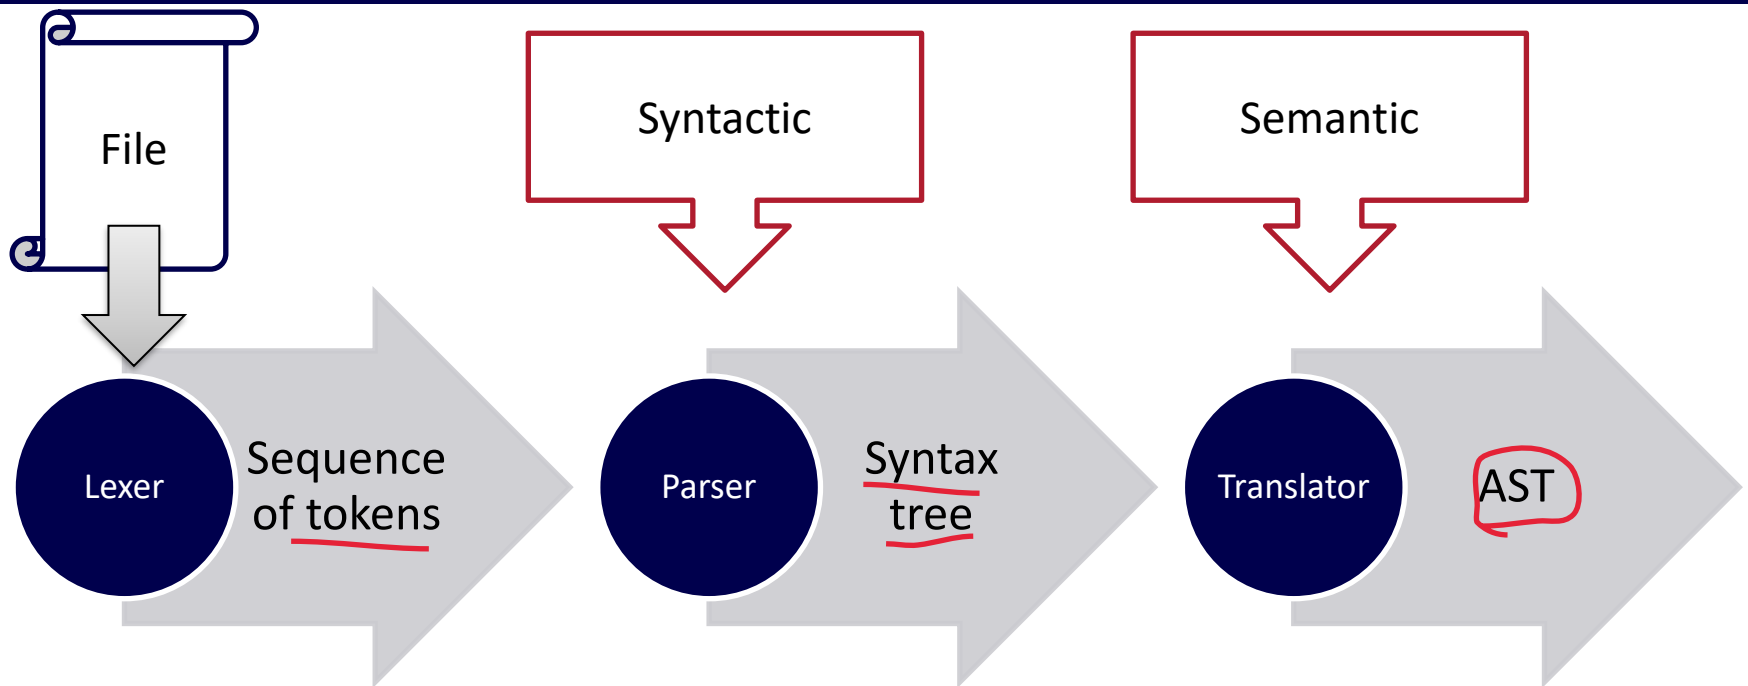 File
Syntactic
Semantic
Lexer
Sequence
of tokens
Parser
Syntax
tree
Translator
AST